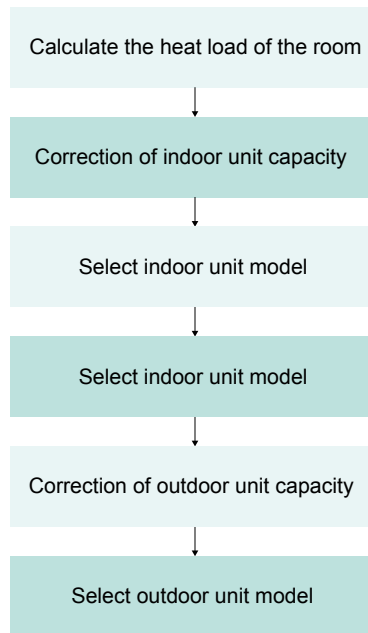 Calculate the heat load of the room
Correction of indoor unit capacity
Select indoor unit model
Select indoor unit model
Correction of outdoor unit capacity
Select outdoor unit model